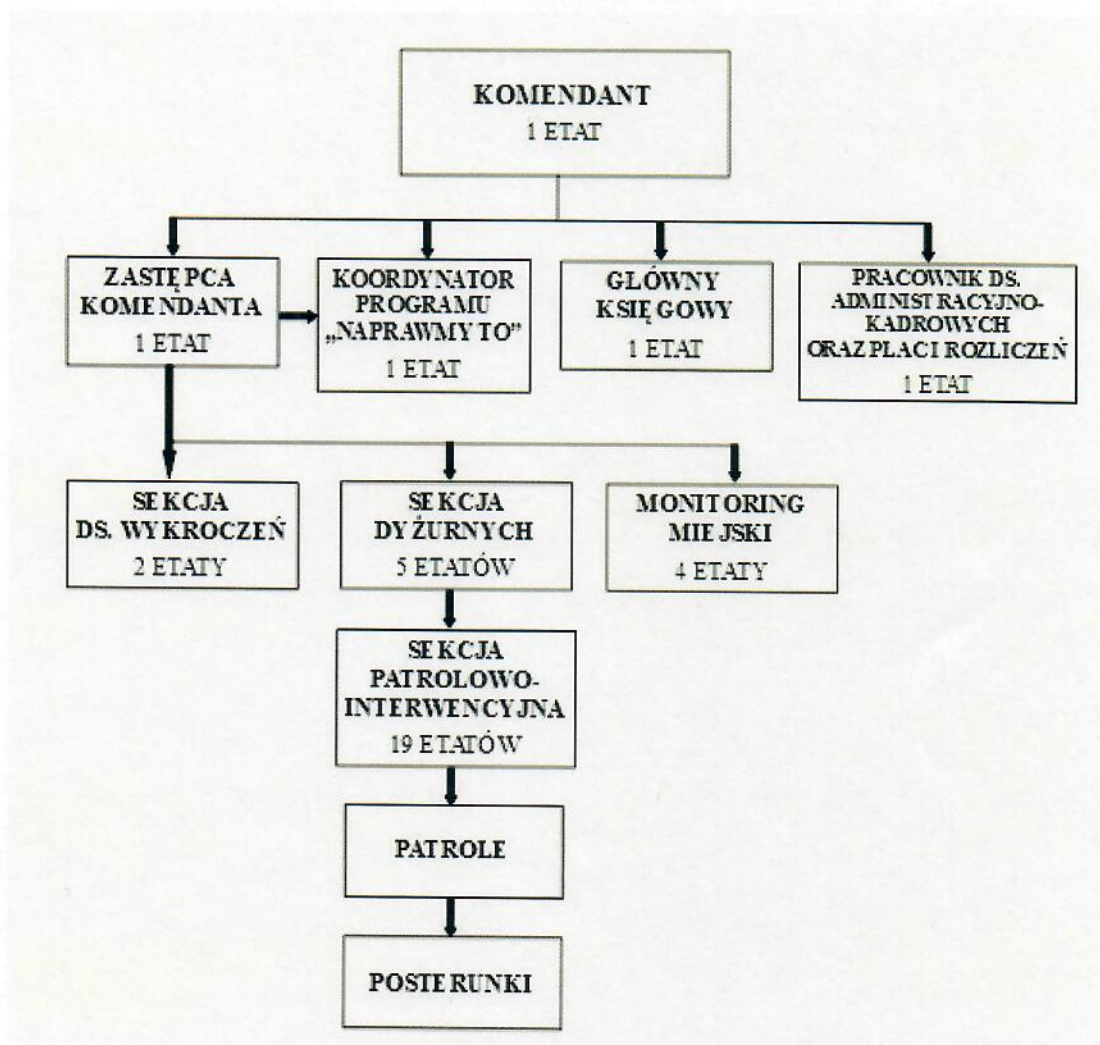 KOMENDANT
1 ETAT
ZASTĘPCA
KOMENDANTA
1 ETAT
KOORDYNATOR
PROGRAMU
„NAPRAWMY TO”
1 ETAT
GŁÓWNY
KSIĘGOWY
1 ETAT
PRACOWNIK DS.
ADMINISTRACYJNO-
KADROWYCH
ORAZ PŁAC I ROZLICZEŃ
1 ETAT
SEKCJA
DS. WYKROCZEŃ
2 ETATY
SEKCJA
DYŻURNYCH
5 ETATÓW
MONITORING
MIEJSKI
4 ETATY
SEKCJA
PATROLOWO-
INTERWENCYJNA
19 ETATÓW
PATROLE
POSTERUNKI